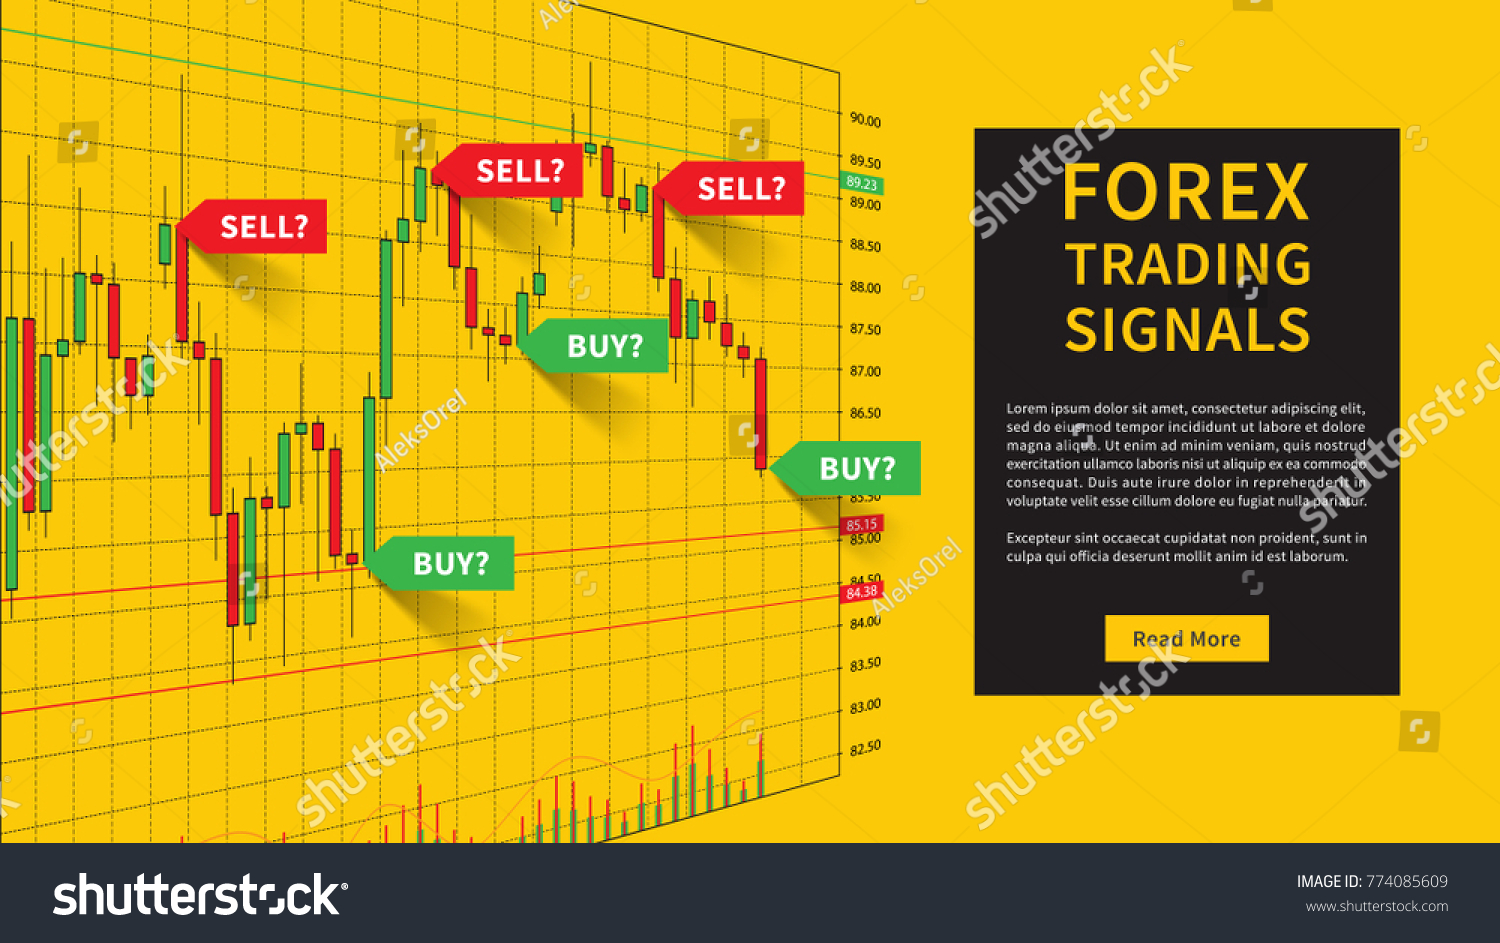 SELL?
SELL?
SELL?
BUY?
BUY?
BUY?
90.00
89.50
89.23
89.00
88.50
88.00
87.50
87.00
86.50
85.50
85.15
85.00
84.50
84.38
84.00
83.50
83.00
82.50
FOREX
TRADING
SIGNALS
Lorem ipsum dolor sit amet, consectetur adipiscing elit,
sed do eiusmod tempor incididunt ut labore et dolore
magna aliqua. Ut enim ad minim veniam, quis nostrud
exercitation ullamco laboris nisi ut aliquip ex ea commodo
consequat. Duis aute irure dolor in reprehenderit in
voluptate velit esse cillum dolore eu fugiat nulla pariatur.
Excepteur sint occaecat cupidatat non proident, sunt in
culpa qui officia deserunt mollit anim id est laborum.
Read More
shutterstock
shutterstock
shutterstock
shutterstock
shutterstock
AleksOrel
AleksOrel
shutterstock®
IMAGE ID: 774085609
www.shutterstock.com